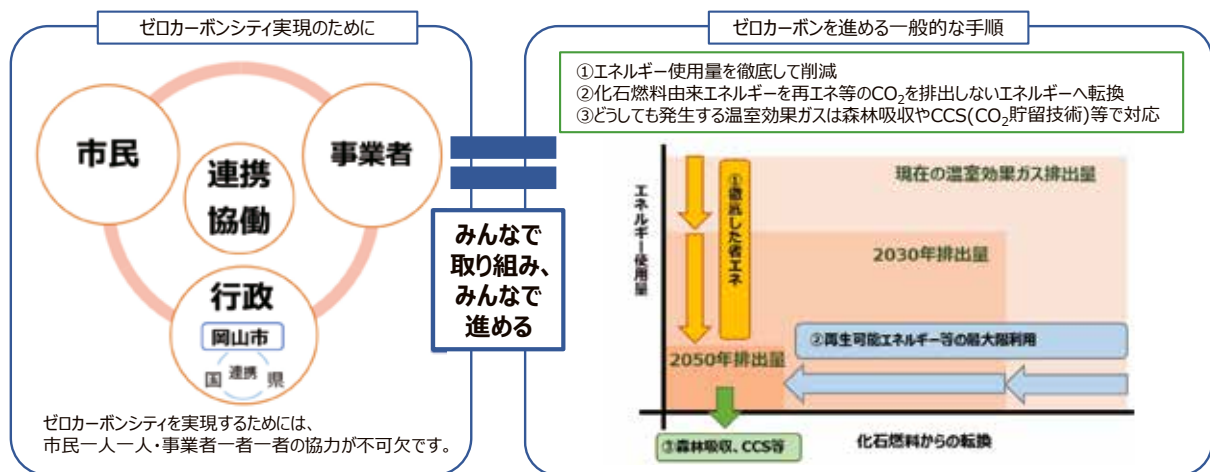 ゼロカーボンシティ実現のために
市民
事業者
連携
協働
行政
岡山市
国 連携 県
ゼロカーボンシティを実現するためには、
市民一人一人・事業者一者一者の協力が不可欠です。
みんなで
取り組み、
みんなで
進める
ゼロカーボンを進める一般的な手順
①エネルギー使用量を徹底して削減
②化石燃料由来エネルギーを再エネ等のCO₂を排出しないエネルギーへ転換
③どうしても発生する温室効果ガスは森林吸収やCCS(CO₂貯留技術)等で対応
エネルギー使用量
①徹底した省エネ
現在の温室効果ガス排出量
2030年排出量
②再生可能エネルギー等の最大限利用
2050年排出量
③森林吸収、CCS等
化石燃料からの転換